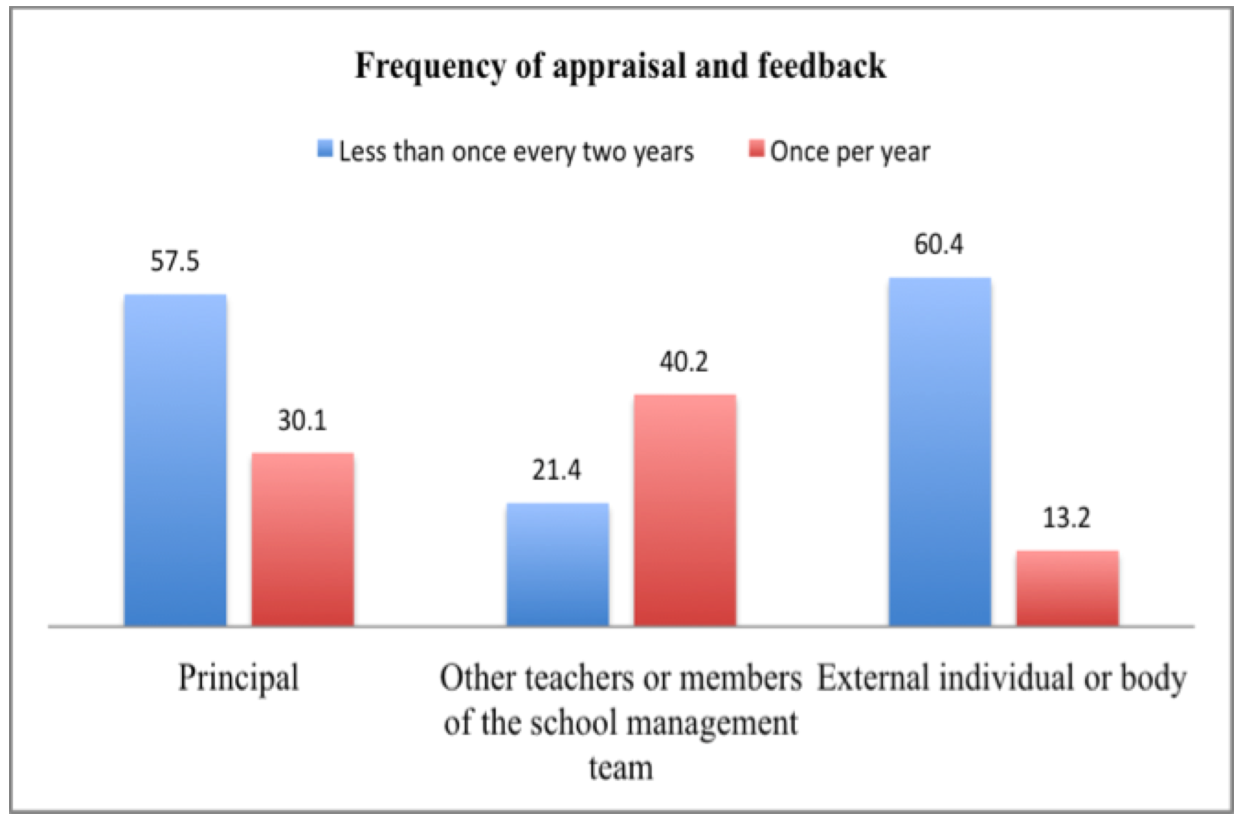 Frequency of appraisal and feedback
Less than once every two years
Once per year
57.5
30.1
21.4
40.2
60.4
13.2
Principal
Other teachers or members
of the school management
team
External individual or body